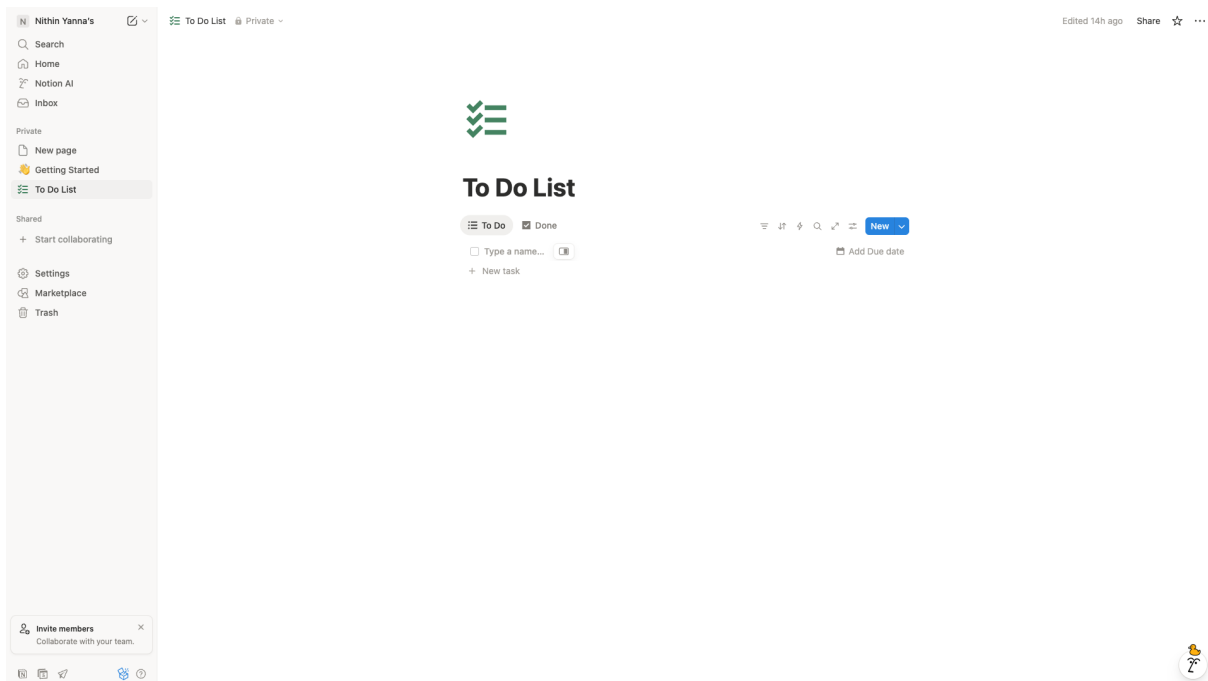 N Nithin Yanna's
Search
Home
Notion AI
Inbox
Private
New page
Getting Started
To Do List
Shared
Start collaborating
Settings
Marketplace
Trash
Invite members
Collaborate with your team.
To Do List Private
Edited 14h ago Share
To Do List
To Do Done
New
Type a name...
Add Due date
New task